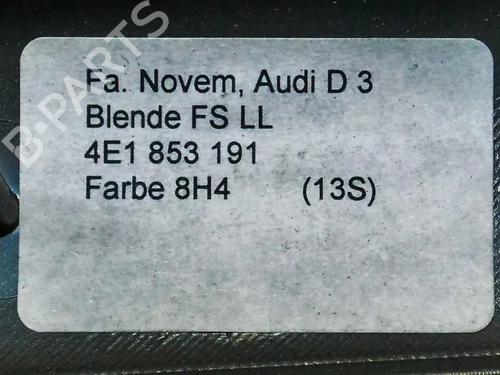 B-PARTS
Fa. Novem, Audi D 3
Blende FS LL
4E1 853 191
Farbe 8H4 (13S)